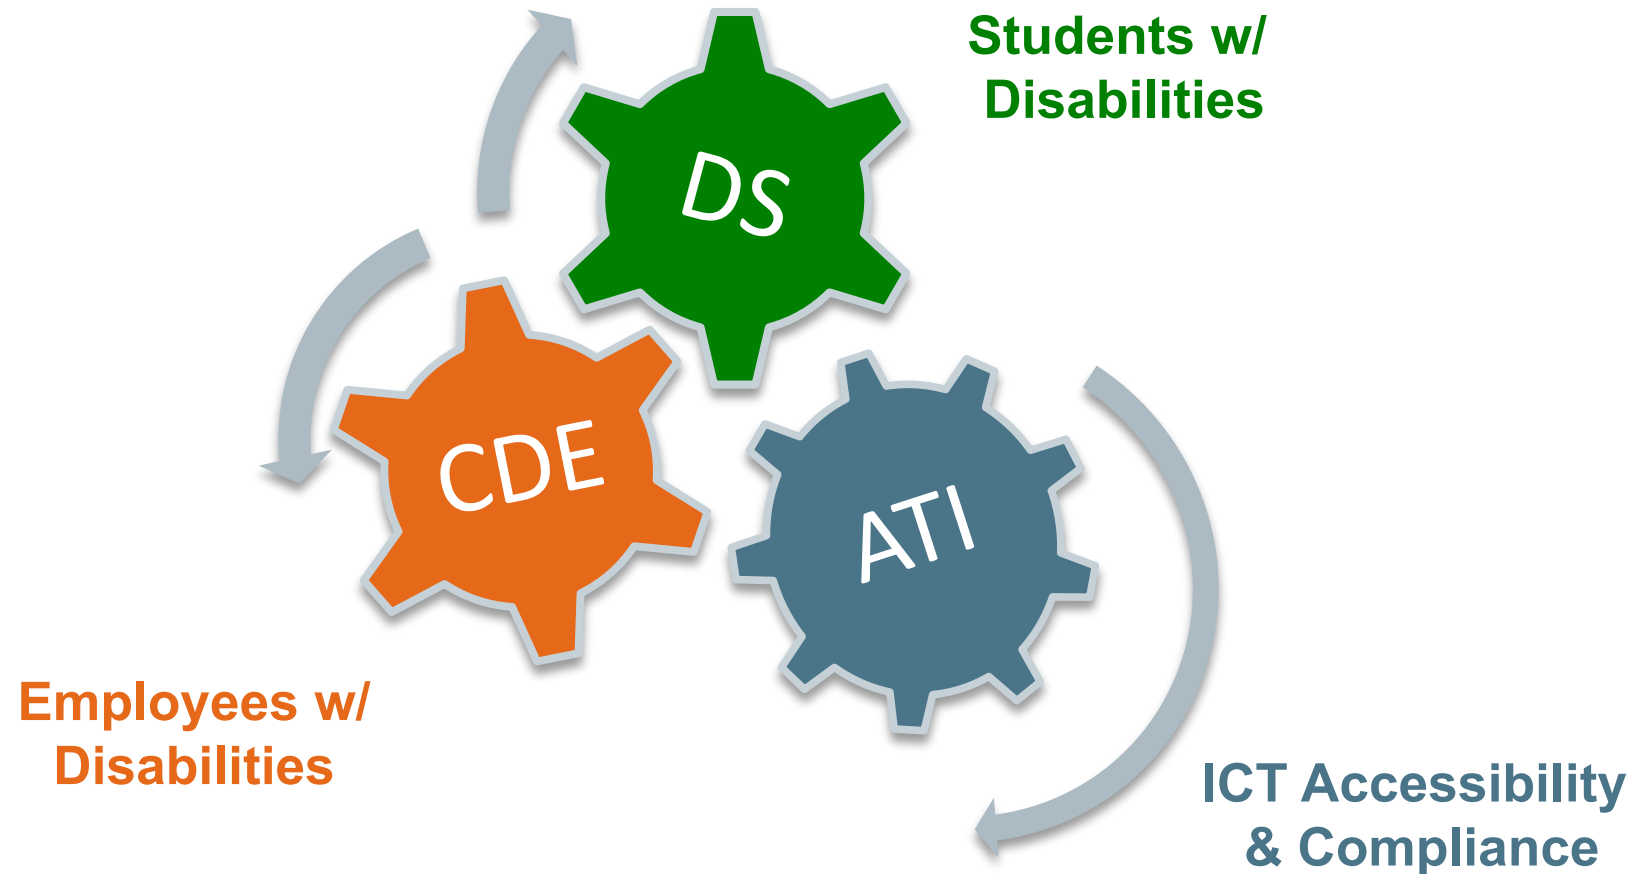 Students w/
Disabilities
DS
CDE
ATI
Employees w/
Disabilities
ICT Accessibility
& Compliance